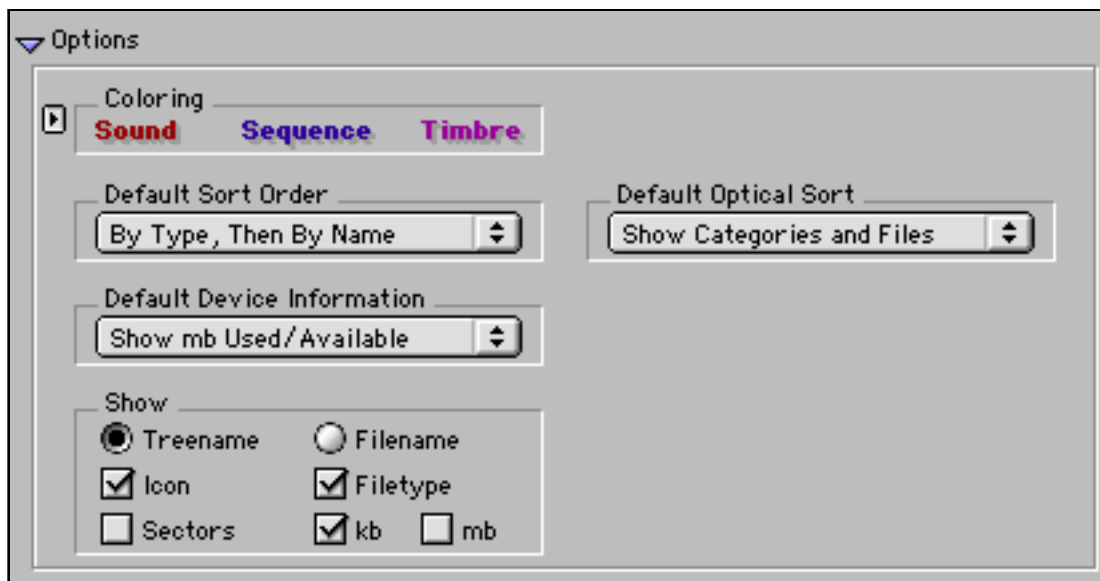 Options
Coloring
Sound Sequence Timbre
Default Sort Order
By Type, Then By Name
Default Optical Sort
Show Categories and Files
Default Device Information
Show mb Used/Available
Show
Treename Filename
Icon Filetype
Sectors kb mb